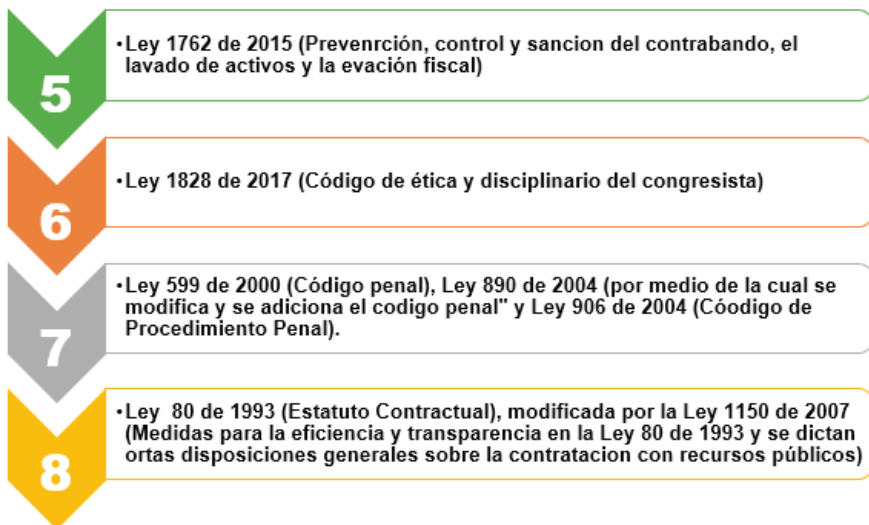 5
•Ley 1762 de 2015 (Prevenrción, control y sancion del contrabando, el
lavado de activos y la evación fiscal)
6
•Ley 1828 de 2017 (Código de ética y disciplinario del congresista)
7
•Ley 599 de 2000 (Código penal), Ley 890 de 2004 (por medio de la cual se
modifica y se adiciona el codigo penal" y Ley 906 de 2004 (Cóodigo de
Procedimiento Penal).
8
•Ley  80 de 1993 (Estatuto Contractual), modificada por la Ley 1150 de 2007
(Medidas para la eficiencia y transparencia en la Ley 80 de 1993 y se dictan
ortas disposiciones generales sobre la contratacion con recursos públicos)